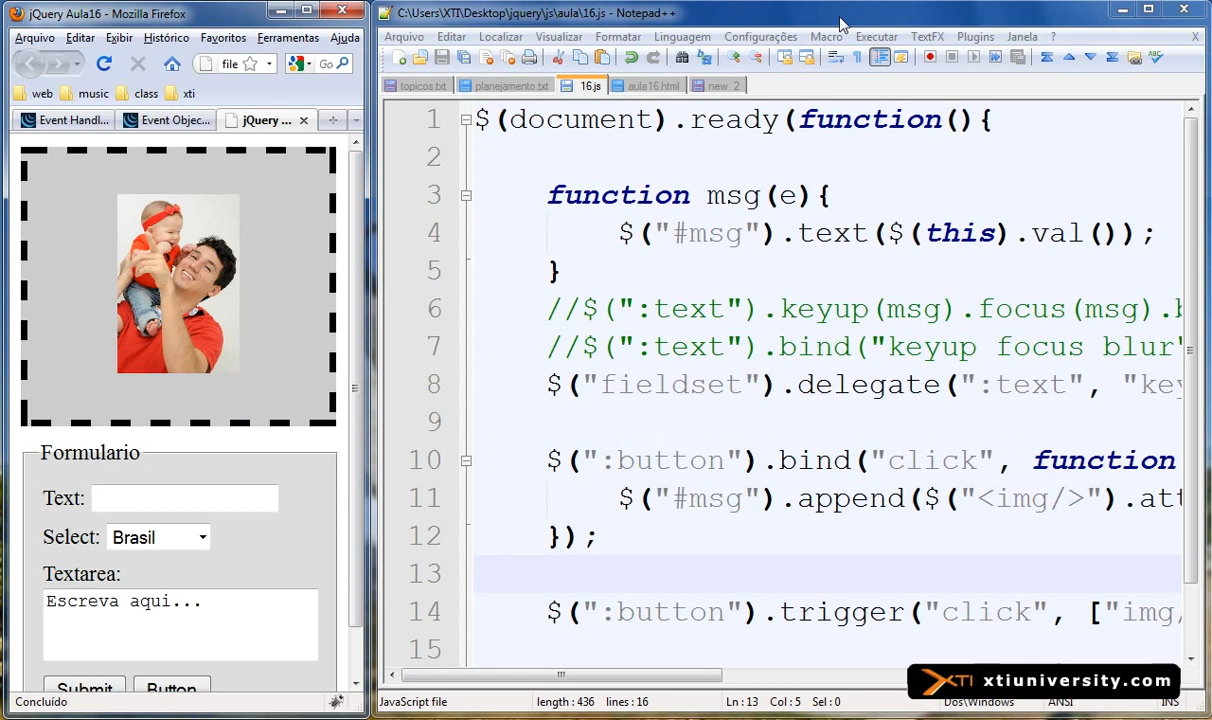 jQuery Aula16 - Mozilla Firefox
Arquivo Editar Exibir Histórico Favoritos Ferramentas Ajuda
file
Go
web music class xti
Event Handl... Event Objec... jQuery ...
Formulario
Text:
Select: Brasil
Textarea:
Escreva aqui...
Submit Button
Concluído
C:\Users\XTI\Desktop\jquery\js\aula\16.js - Notepad++
Arquivo Editar Localizar Visualizar Formatar Linguagem Configurações Macro Executar TextFX Plugins Janela ? X
topicos.txt planejamento.txt 16.js aula16.html new 2
1 $(document).ready(function(){
2
3 function msg(e){
4 $("#msg").text($(this).val());
5 }
6 //$(":text").keyup(msg).focus(msg).b
7 //$(":text").bind("keyup focus blur"
8 $("fieldset").delegate(":text", "key
9
10 $(":button").bind("click", function
11 $("#msg").append($("<img/>").att
12 });
13
14 $(":button").trigger("click", ["img/
15
XTI xtiuniversity.com
JavaScript file length : 436 lines : 16 Ln : 13 Col : 5 Sel : 0 Dos\Windows ANSI INS